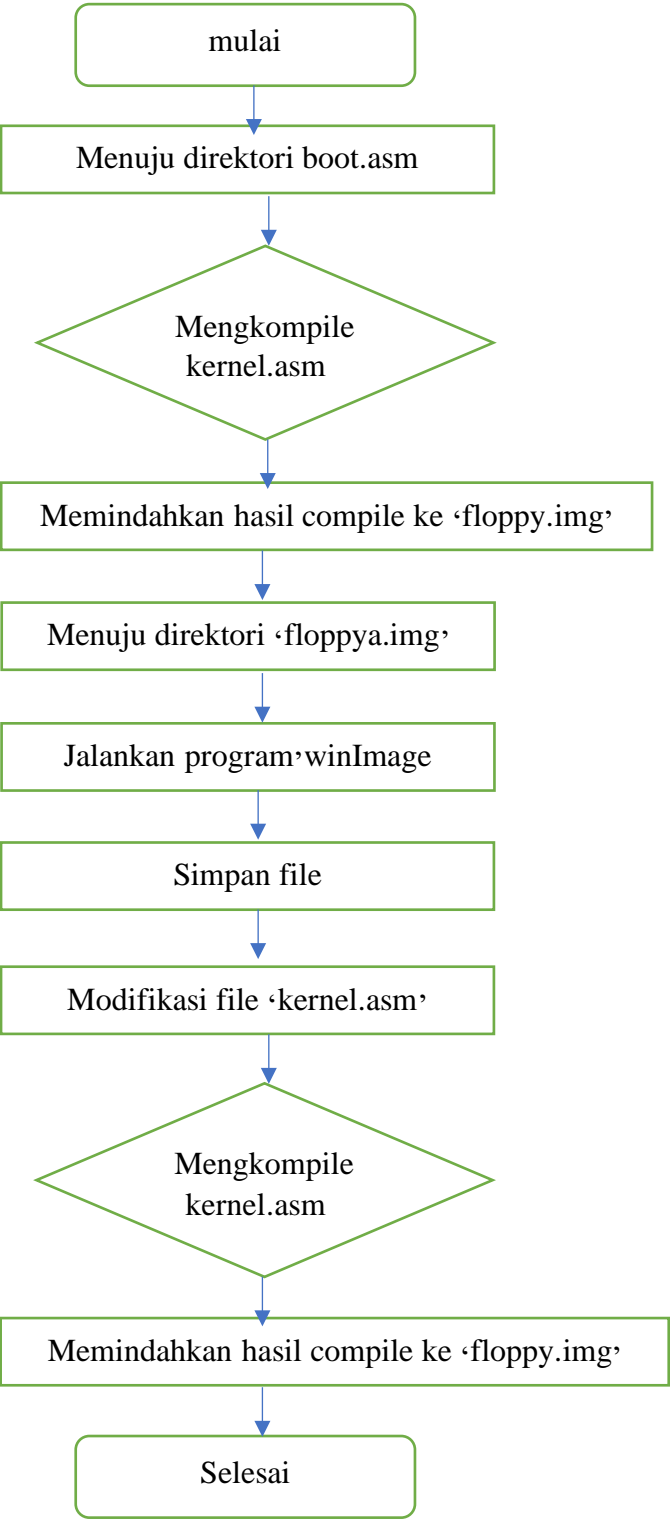 mulai
Menuju direktori boot.asm
Mengkompile
kernel.asm
Memindahkan hasil compile ke ‘floppy.img’
Menuju direktori ‘floppya.img’
Jalankan program’winImage
Simpan file
Modifikasi file ‘kernel.asm’
Mengkompile
kernel.asm
Memindahkan hasil compile ke ‘floppy.img’
Selesai